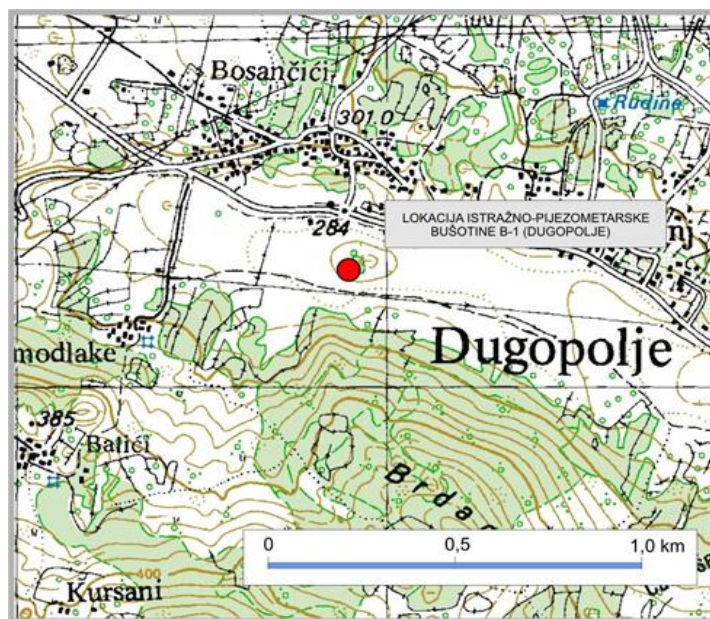 Bosančići
301.0
Rudine
LOKACIJA ISTRAŽNO-PIJEZOMETARSKE
BUŠOTINE B-1 (DUGOPOLJE)
284
nj
Dugopolje
modlake
385
Balići
Brda
0 0,5 1,0 km
400
Kursani